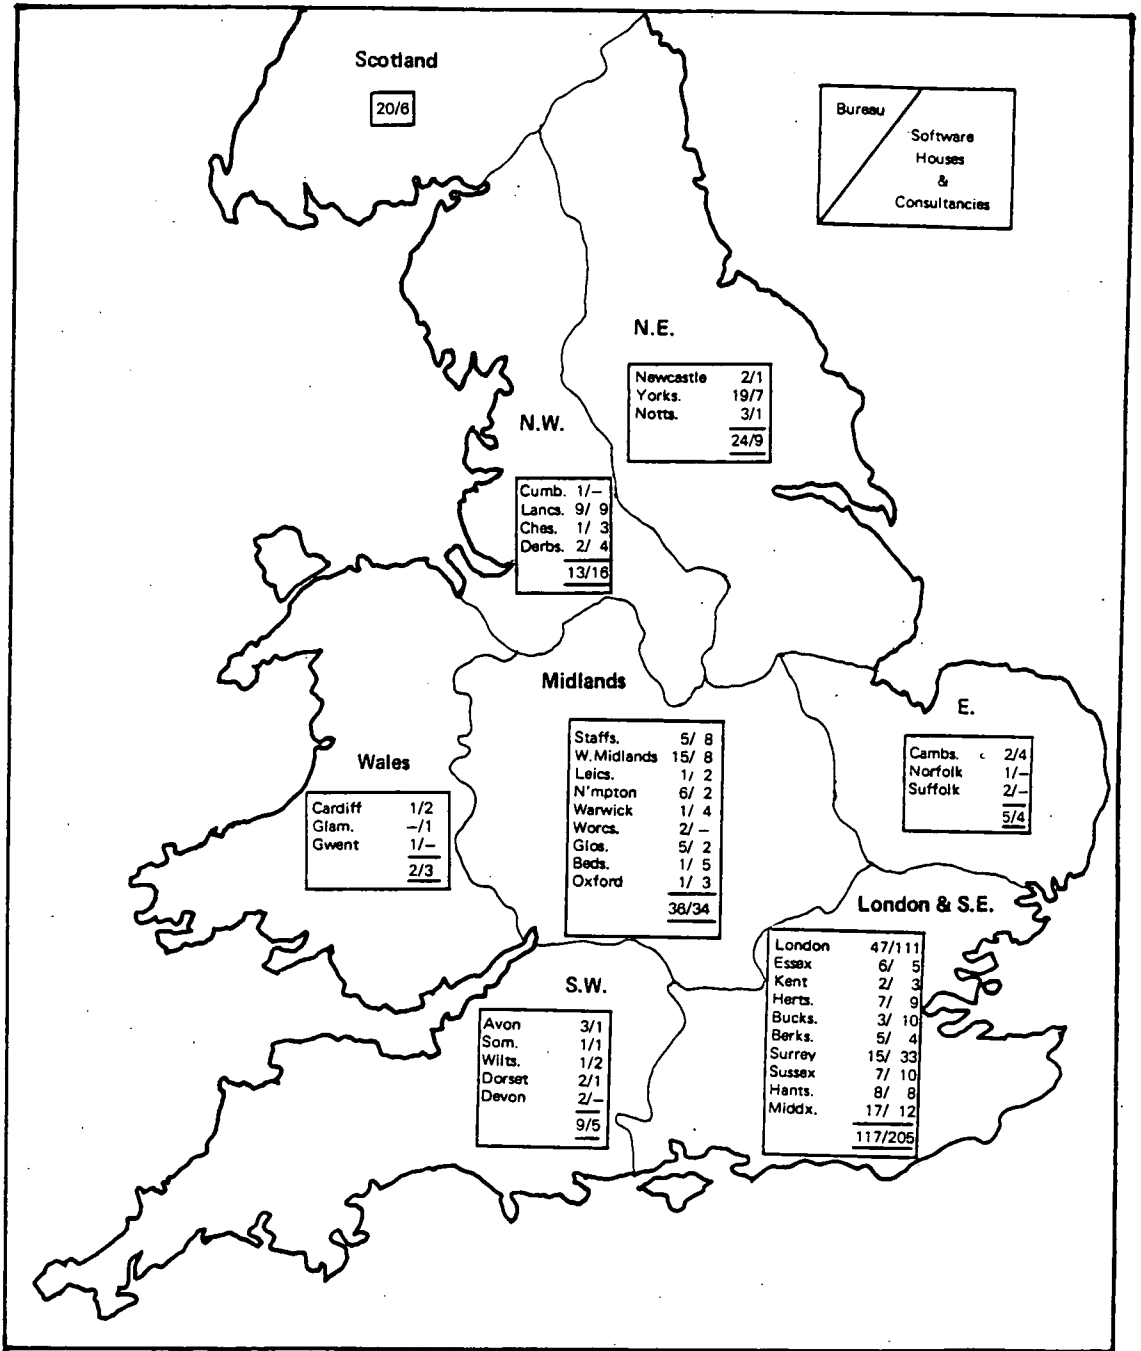 Scotland
20/6
Bureau
Software
Houses
&
Consultancies
N.E.
Newcastle 2/1
Yorks. 19/7
Notts. 3/1
24/9
N.W.
Cumb. 1/–
Lancs. 9/ 9
Ches. 1/ 3
Derbs. 2/ 4
13/16
Midlands
Staffs. 5/ 8
W.Midlands 15/ 8
Leics. 1/ 2
N'mpton 6/ 2
Warwick 1/ 4
Worcs. 2/ –
Glos. 5/ 2
Beds. 1/ 5
Oxford 1/ 3
36/34
E.
Cambs. 2/4
Norfolk 1/–
Suffolk 2/–
5/4
Wales
Cardiff 1/2
Glam. –/1
Gwent 1/–
2/3
London & S.E.
London 47/111
Essex 6/ 5
Kent 2/ 3
Herts. 7/ 9
Bucks. 3/ 10
Berks. 5/ 4
Surrey 15/ 33
Sussex 7/ 10
Hants. 8/ 8
Middx. 17/ 12
117/205
S.W.
Avon 3/1
Som. 1/1
Wilts. 1/2
Dorset 2/1
Devon 2/–
9/5